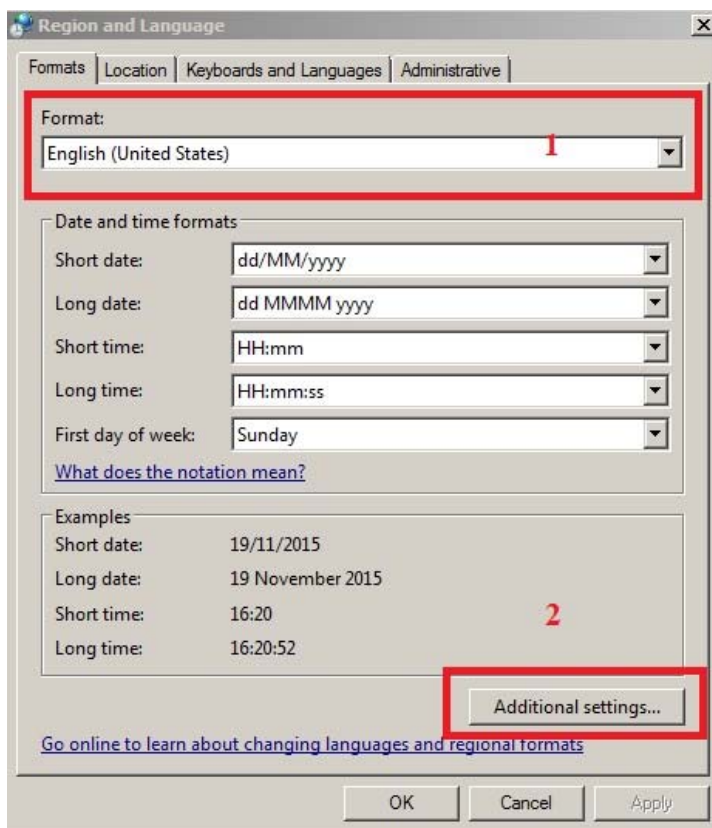 Region and Language
Formats Location Keyboards and Languages Administrative
Format:
English (United States) 1
Date and time formats
Short date: dd/MM/yyyy
Long date: dd MMMM yyyy
Short time: HH:mm
Long time: HH:mm:ss
First day of week: Sunday
What does the notation mean?
Examples
Short date: 19/11/2015
Long date: 19 November 2015
Short time: 16:20
2
Long time: 16:20:52
Additional settings...
Go online to learn about changing languages and regional formats
OK Cancel Apply